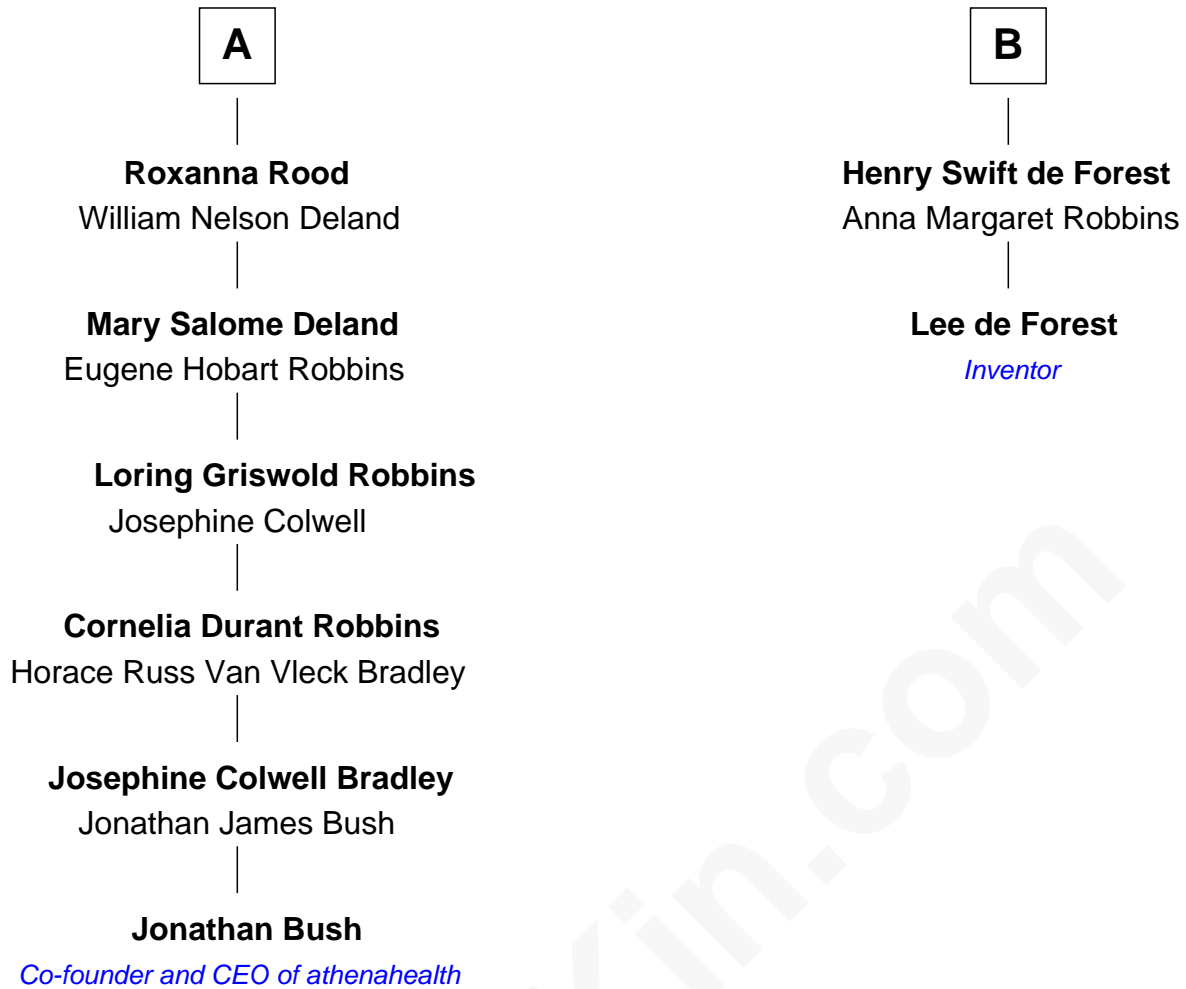 A
Roxanna Rood
William Nelson Deland
Mary Salome Deland
Eugene Hobart Robbins
Loring Griswold Robbins
Josephine Colwell
Cornelia Durant Robbins
Horace Russ Van Vleck Bradley
Josephine Colwell Bradley
Jonathan James Bush
Jonathan Bush
Co-founder and CEO of athenahealth
B
Henry Swift de Forest
Anna Margaret Robbins
Lee de Forest
Inventor